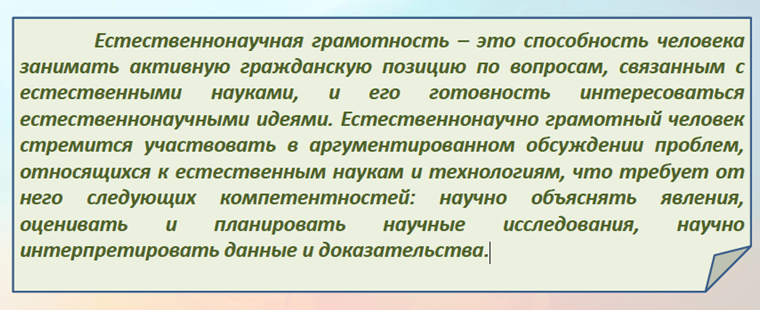 Естественнонаучная грамотность – это способность человека
занимать активную гражданскую позицию по вопросам, связанным с
естественными науками, и его готовность интересоваться
естественнонаучными идеями. Естественнонаучно грамотный человек
стремится участвовать в аргументированном обсуждении проблем,
относящихся к естественным наукам и технологиям, что требует от
него следующих компетентностей: научно объяснять явления,
оценивать и планировать научные исследования, научно
интерпретировать данные и доказательства.